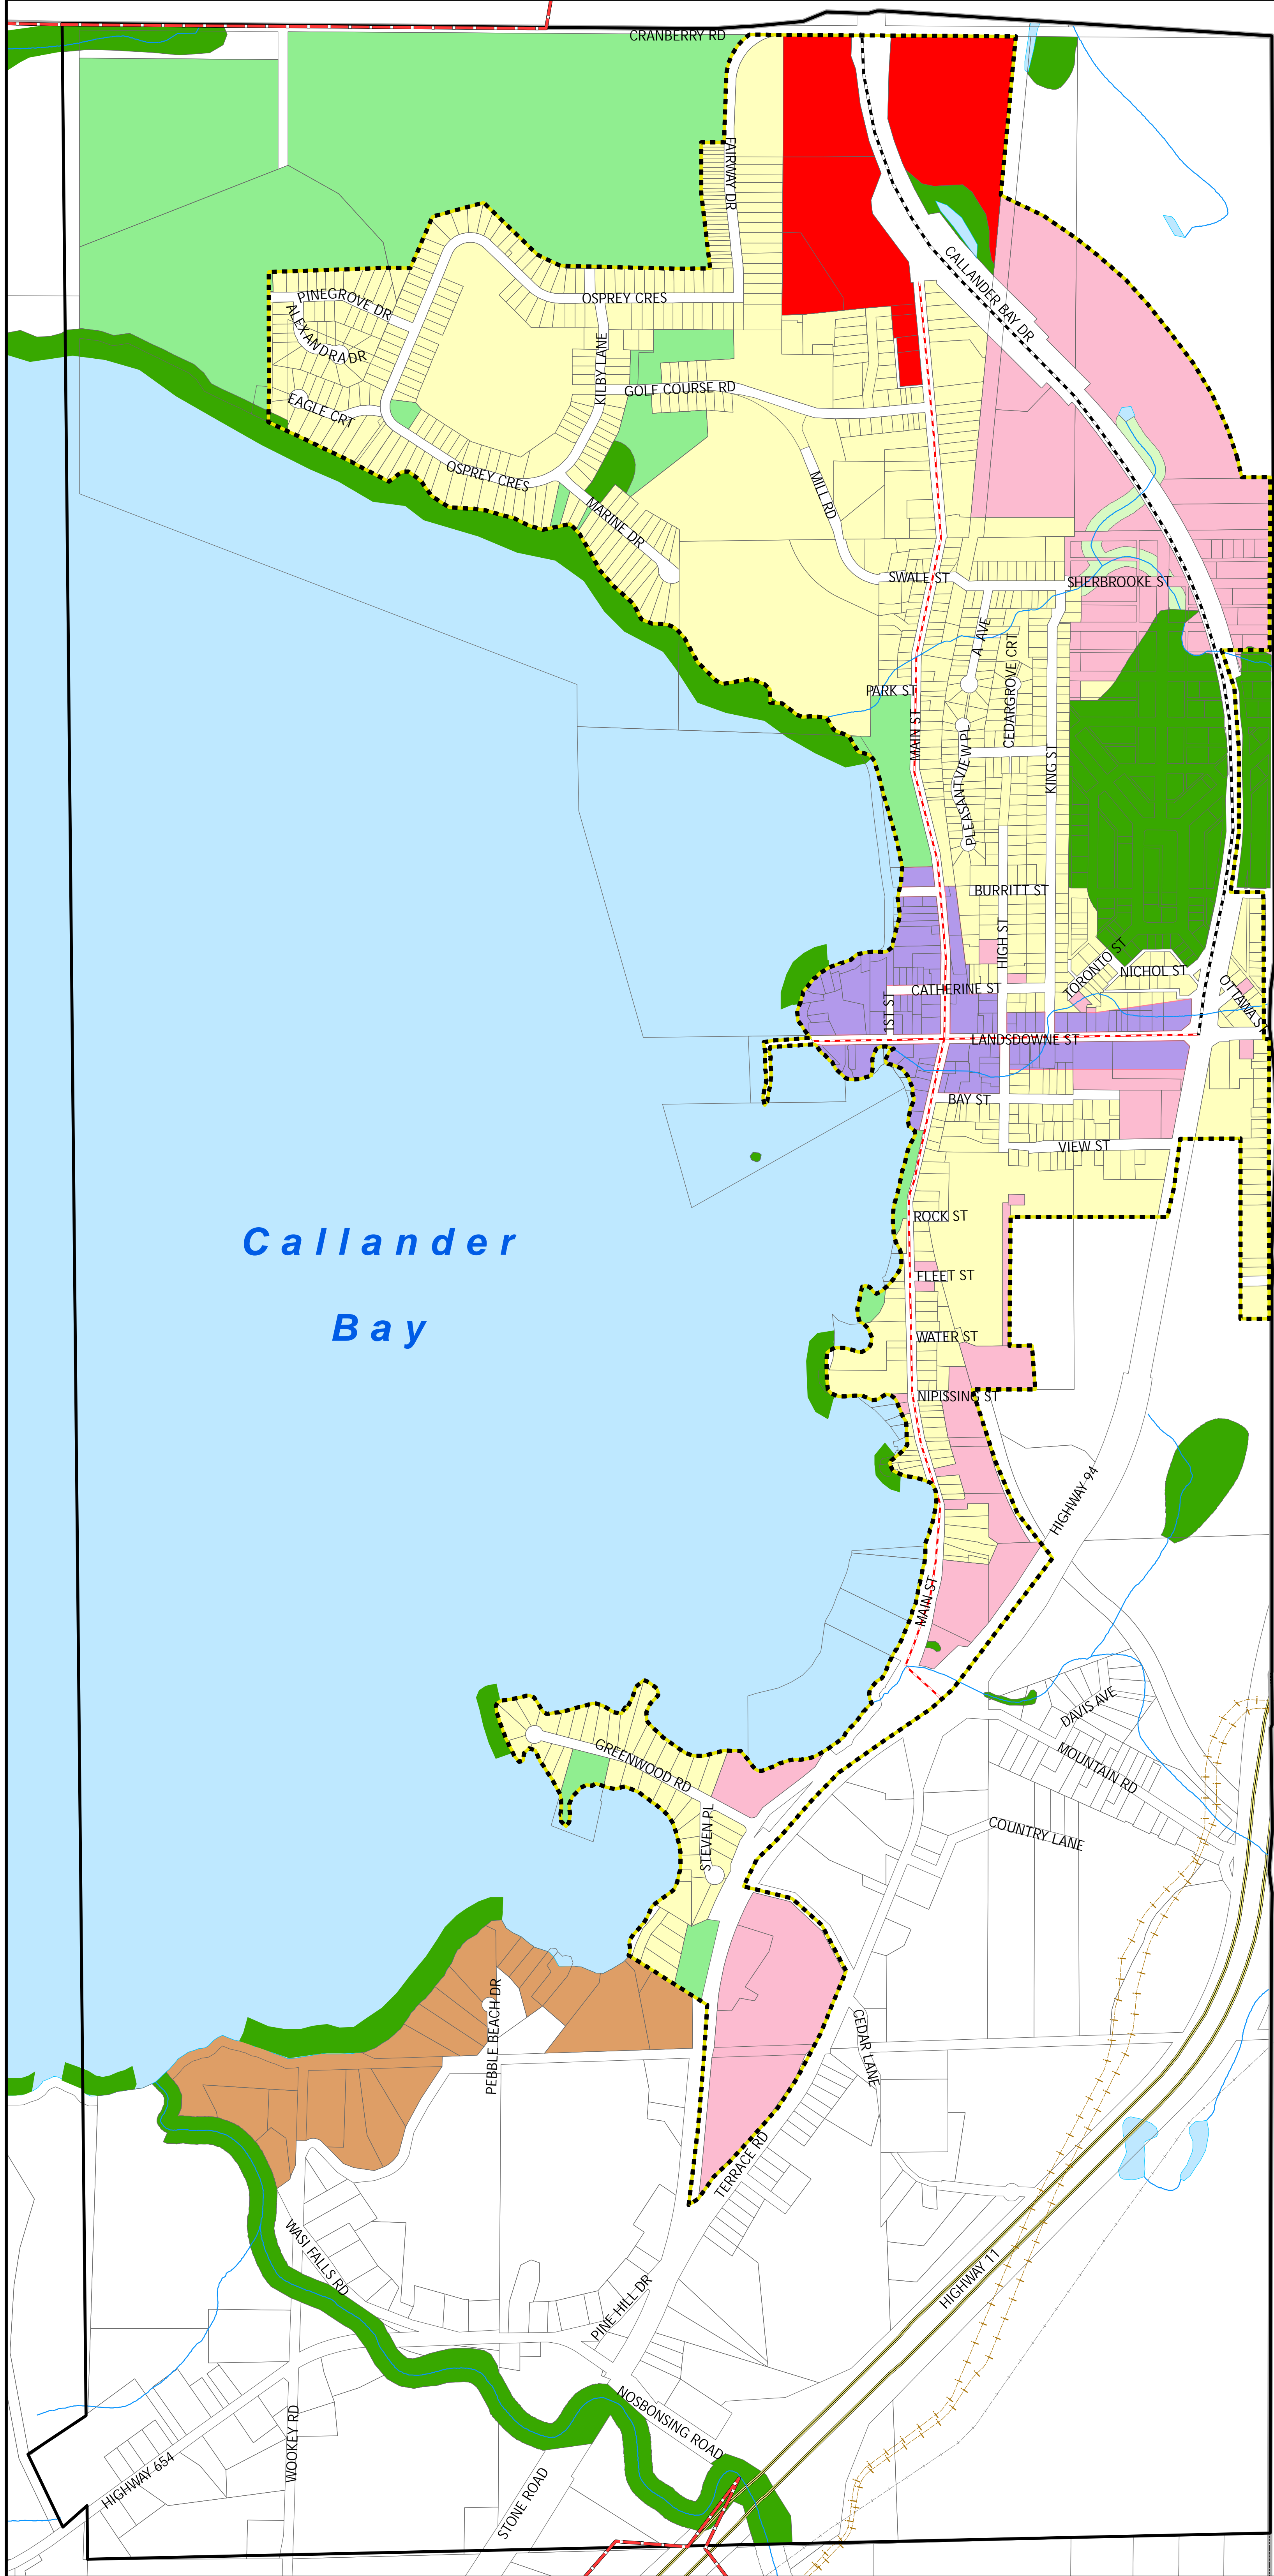 CRANBERRY RD
FAIRWAY DR
CALLANDER BAY DR
PINEGROVE DR
OSPREY CRES
ALEXANDRA DR
KILBY LANE
GOLF COURSE RD
EAGLE CRT
OSPREY CRES
MILL RD
MARINE DR
SWALE ST
SHERBROOKE ST
A AVE
CEDARGROVE CRT
PARK ST
MAIN ST
KING ST
PLEASANTVIEW PL
BURRITT ST
HIGH ST
TORONTO ST
NICHOL ST
CATHERINE ST
OTTAWA ST
1ST ST
LANDSDOWNE ST
BAY ST
VIEW ST
ROCK ST
Callander
FLEET ST
Bay
WATER ST
NIPISSING ST
HIGHWAY 94
MAIN ST
DAVIS AVE
GREENWOOD RD
MOUNTAIN RD
STEVEN PL
COUNTRY LANE
PEBBLE BEACH DR
CEDAR LANE
TERRACE RD
WASI FALLS RD
HIGHWAY 11
PINE HILL DR
NOSBONSING ROAD
WOOKEY RD
HIGHWAY 654
STONE ROAD